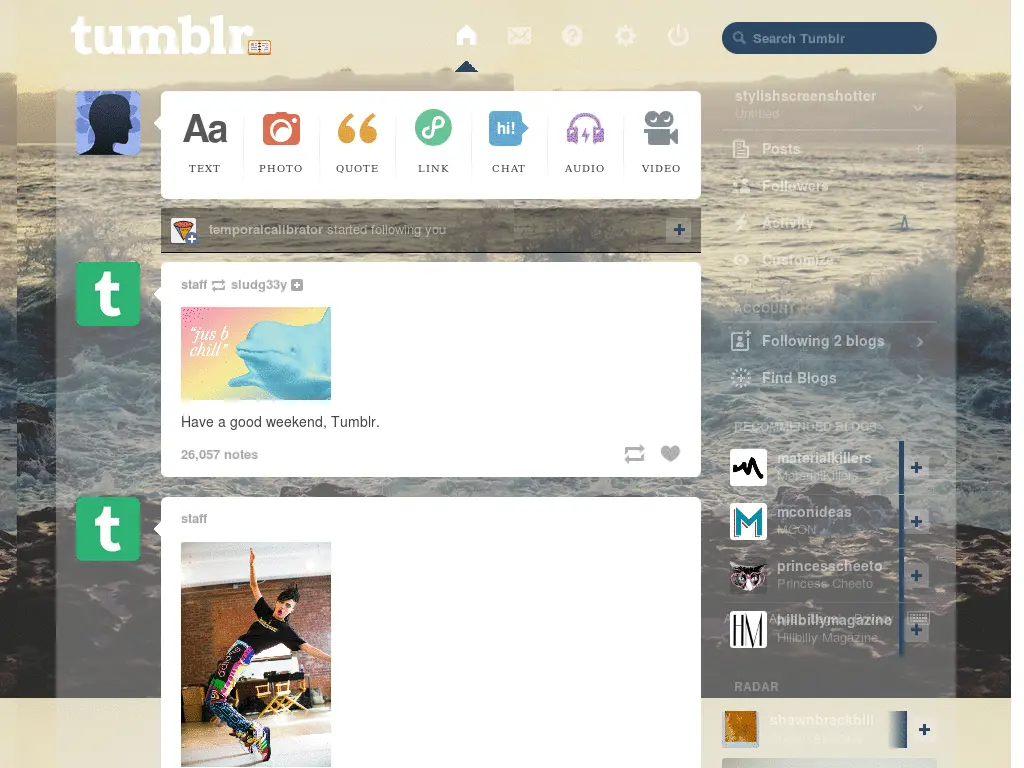 tumblr
Search Tumblr
stylishscreenshotter
Untitled
Aa
hi!
TEXT
PHOTO
QUOTE
LINK
CHAT
AUDIO
VIDEO
Posts
0
Followers
Activity
Customize
temporalcalibrator started following you
staff sludg33y
"jus b
chill"
Have a good weekend, Tumblr.
26,057 notes
ACCOUNT
Following 2 blogs
Find Blogs
RECOMMENDED BLOGS
materialkillers
MaterialKillers
mconideas
MCON
princesscheeto
Princess Cheeto
HM
hillbillymagazine
Hillbilly Magazine
staff
RADAR
shawnbrackbill